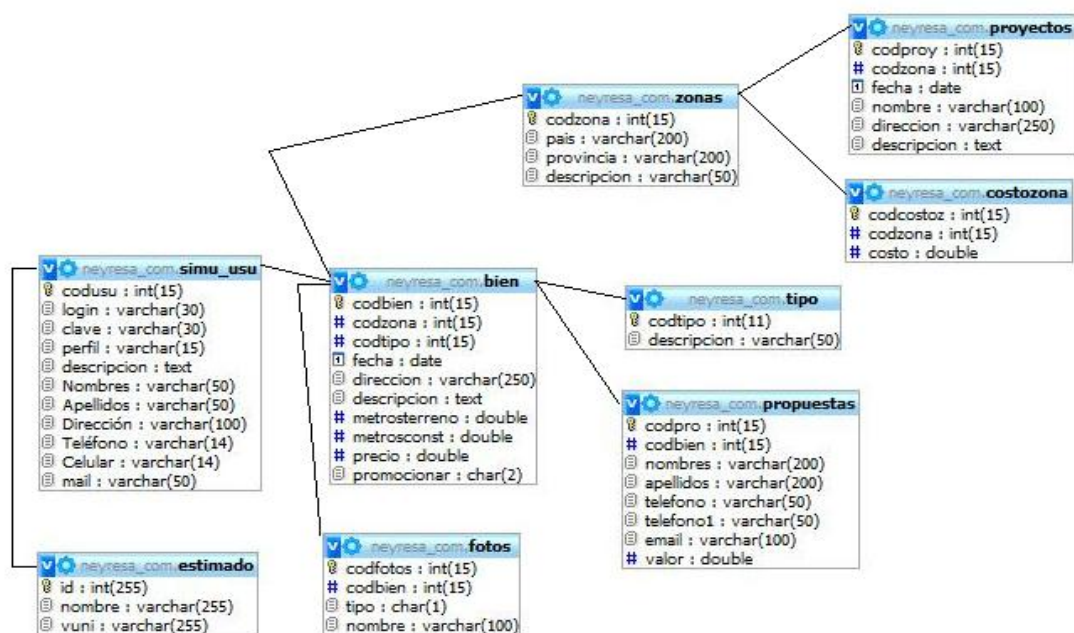 neyresa_com.proyectos
codproy : int(15)
codzona : int(15)
fecha : date
nombre : varchar(100)
direccion : varchar(250)
descripcion : text
neyresa_com.zonas
codzona : int(15)
pais : varchar(200)
provincia : varchar(200)
descripcion : varchar(50)
neyresa_com.costozona
codcostoz : int(15)
codzona : int(15)
costo : double
neyresa_com.simu_usu
codusu : int(15)
login : varchar(30)
clave : varchar(30)
perfil : varchar(15)
descripcion : text
Nombres : varchar(50)
Apellidos : varchar(50)
Dirección : varchar(100)
Teléfono : varchar(14)
Celular : varchar(14)
mail : varchar(50)
neyresa_com.bien
codbien : int(15)
codzona : int(15)
codtipo : int(15)
fecha : date
direccion : varchar(250)
descripcion : text
metrosterreno : double
metrosconst : double
precio : double
promocionar : char(2)
neyresa_com.tipo
codtipo : int(11)
descripcion : varchar(50)
neyresa_com.propuestas
codpro : int(15)
codbien : int(15)
nombres : varchar(200)
apellidos : varchar(200)
telefono : varchar(50)
telefono1 : varchar(50)
email : varchar(100)
valor : double
neyresa_com.estimado
id : int(255)
nombre : varchar(255)
vuni : varchar(255)
neyresa_com.fotos
codfotos : int(15)
codbien : int(15)
tipo : char(1)
nombre : varchar(100)